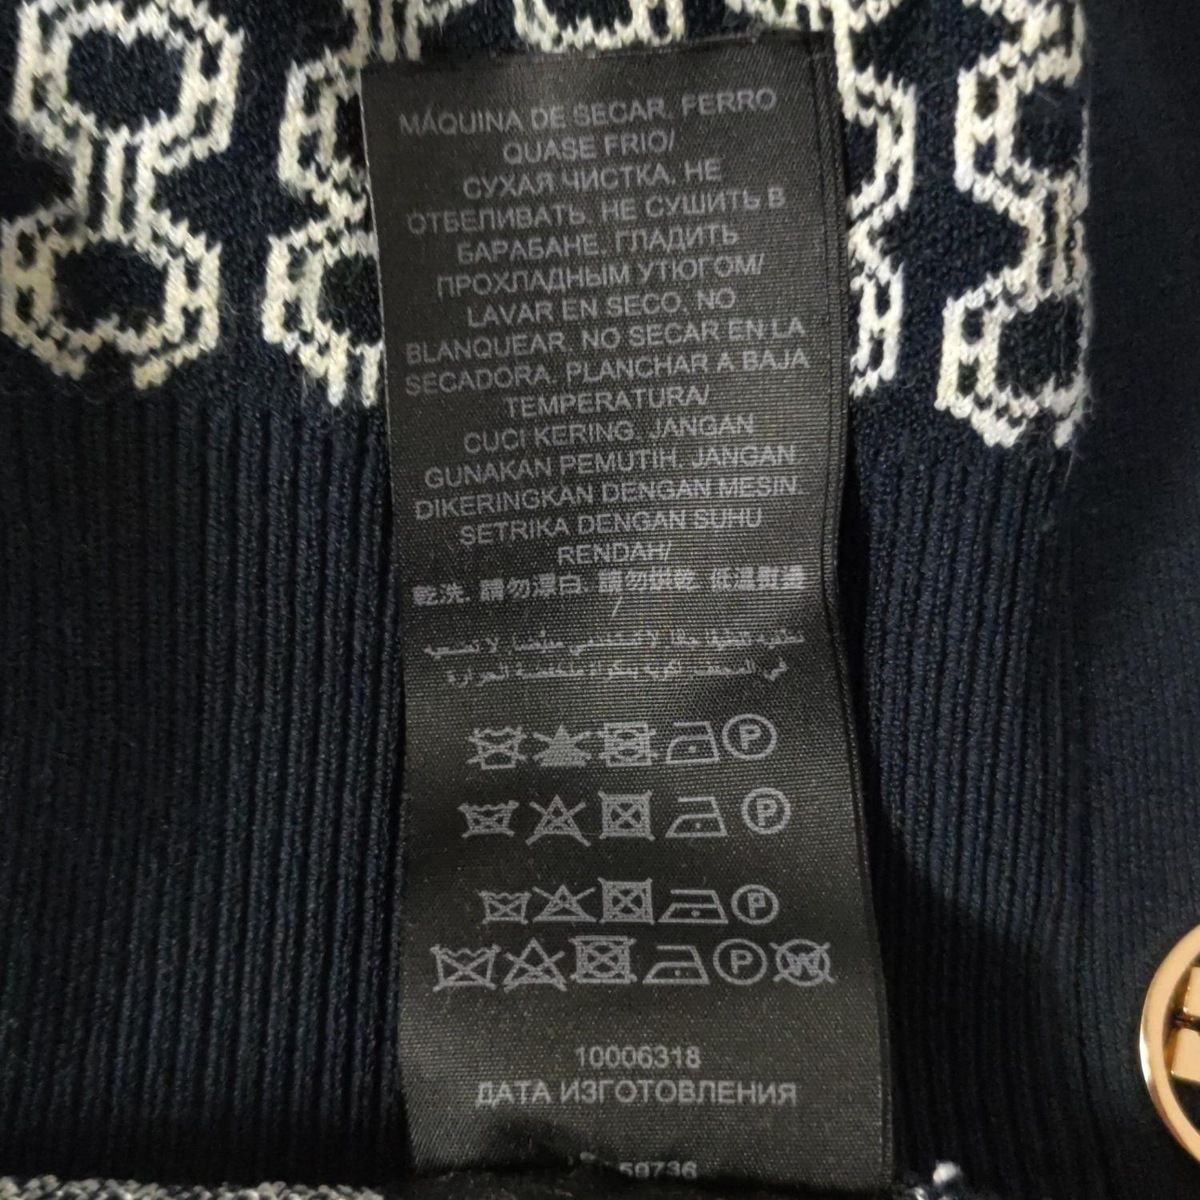 MÁQUINA DE SECAR. FERRO
QUASE FRIO/
СУХАЯ ЧИСТКА. НЕ
ОТБЕЛИВАТЬ. НЕ СУШИТЬ В
БАРАБАНЕ. ГЛАДИТЬ
ПРОХЛАДНЫМ УТЮГОМ/
LAVAR EN SECO. NO
BLANQUEAR. NO SECAR EN LA
SECADORA. PLANCHAR A BAJA
TEMPERATURA/
CUCI KERING. JANGAN
GUNAKAN PEMUTIH. JANGAN
DIKERINGKAN DENGAN MESIN.
SETRIKA DENGAN SUHU
RENDAH/
乾洗. 請勿漂白. 請勿烘乾. 低溫熨燙
/
P
P
P
P W
10006318
ДАТА ИЗГОТОВЛЕНИЯ